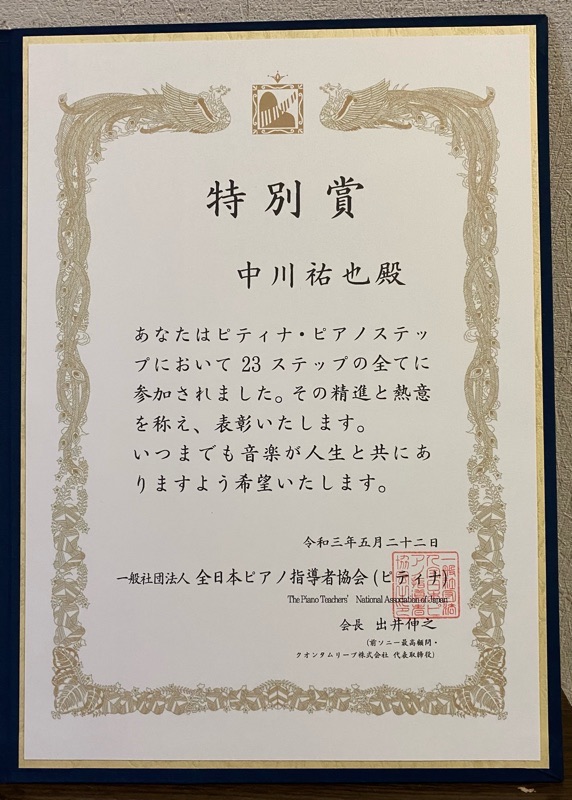 特別賞
中川祐也殿
あなたはピティナ・ピアノステッ
プにおいて 23 ステップの全てに
参加されました。その精進と熱意
を称え、表彰いたします。
いつまでも音楽が人生と共にあ
りますよう希望いたします。
令和三年五月二十二日
一般社団法人 全日本ピアノ指導者協会 (ピティナ)
The Piano Teachers' National Association of Japan
会長 出井伸之
(前ソニー最高顧問・
クオンタムリープ株式会社 代表取締役)